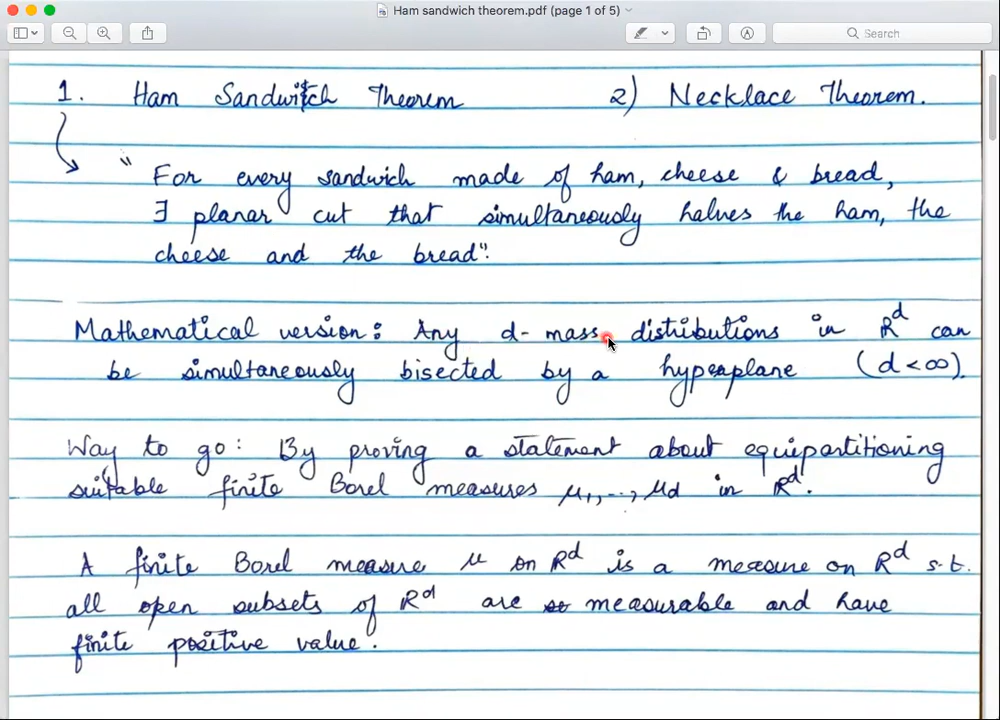 Ham sandwich theorem.pdf (page 1 of 5)
Search
1. Ham Sandwitch Theorem 2) Necklace Theorem.
" For every sandwich made of ham, cheese & bread,
∃ planar cut that simultaneously halves the ham, the
cheese and the bread".
Mathematical version: Any d-mass distributions in ℝ^d can
be simultaneously bisected by a hyperplane (d<∞).
Way to go: By proving a statement about equipartitioning
suitable finite Borel measures μ₁,..., μd in ℝ^d.
A finite Borel measure μ on ℝ^d is a measure on ℝ^d s.t.
all open subsets of ℝ^d are measurable and have
finite positive value.